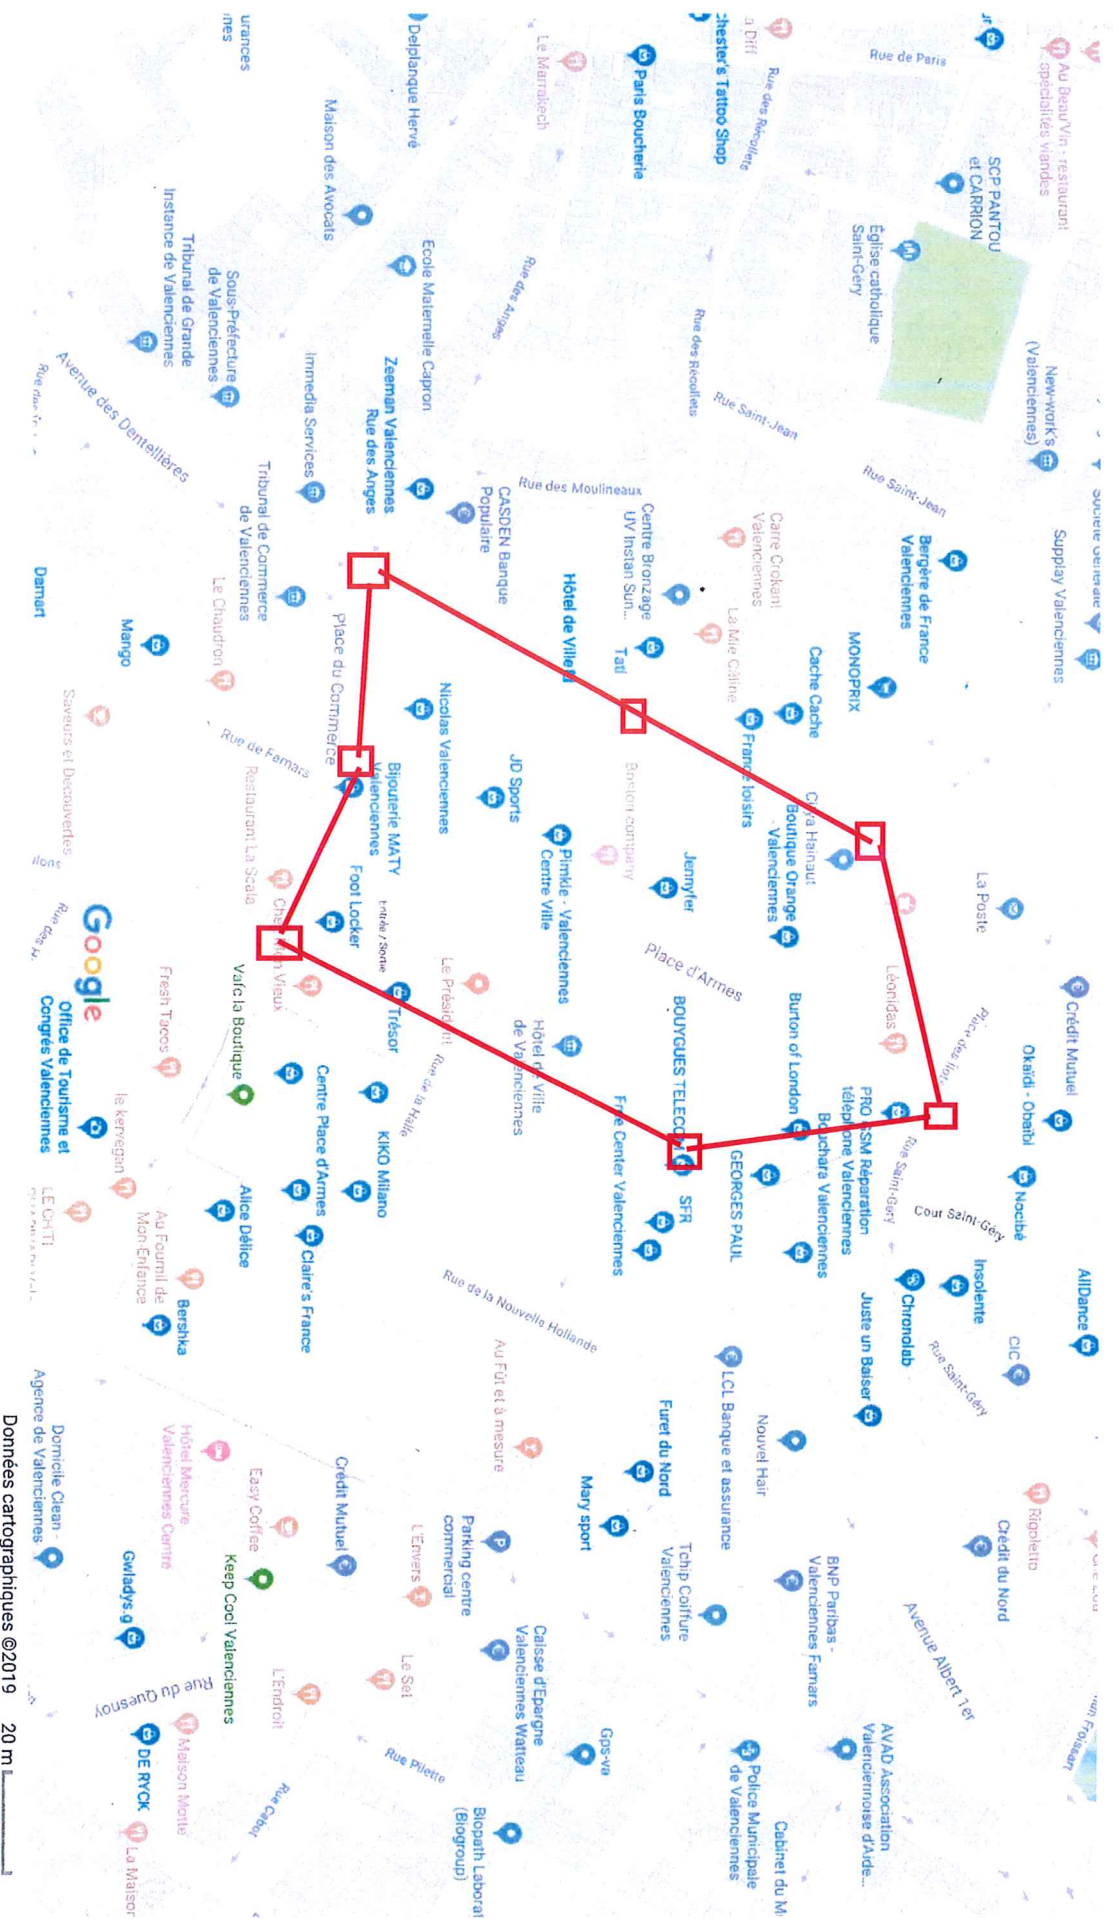 Au Beau'Vin - restaurant
spécialités viandes
Rue de Paris
SCP PANTOU
et CARRION
Église catholique
Saint-Géry
New-work's
(Valenciennes)
Supplay Valenciennes
Rue Saint-Jean
Rue Saint-Jean
Bergère de France
Valenciennes
MONOPRIX
Cache Cache
La Poste
Crédit Mutuel
Okaïdi - Obaïbi
Nocibé
AllDance
Insolente
Cour Saint-Géry
Chronolab
CIC
Rue Saint-Géry
Rue Saint-Géry
Juste un Baiser
Rigoletto
Crédit du Nord
Avenue Albert 1er
Léonidas
PRO GSM Réparation
téléphone Valenciennes
Burton of London
Bouchara Valenciennes
GEORGES PAUL
BOUYGUES TELECOM
SFR
Free Center Valenciennes
Place d'Armes
Boutique Orange
- Valenciennes
Hainaut
France loisirs
La Mie Câline
Carre Crokant
Valenciennes
Centre Bronzage
UV Instan Sun...
Tati
Hôtel de Ville
Boston company
Jennyfer
Pimkie - Valenciennes
Centre Ville
JD Sports
Nicolas Valenciennes
Bijouterie MATY
Valenciennes
Foot Locker
Entrée / Sortie
Trésor
Le Président
Hôtel de Ville
de Valenciennes
Rue de la Halle
KIKO Milano
Centre Place d'Armes
Claire's France
Alice Délice
Vafc la Boutique
Fresh Tacos
le kervegan
Office de Tourisme et
Congrés Valenciennes
LE CH'TI
Au Fournil de
Mon-Enfance
Bershka
Rue de la Nouvelle Hollande
Au Fût et à mesure
LCL Banque et assurance
Nouvel Hair
Furet du Nord
Mary sport
Tchip Coiffure
Valenciennes
BNP Paribas -
Valenciennes Famars
AVAD Association
Valenciennoise d'Aide...
Police Municipale
de Valenciennes
Cabinet du M
Gps-va
Caisse d'Epargne
Valenciennes Watteau
Parking centre
commercial
L'Envers
Le Set
Crédit Mutuel
Easy Coffee
Keep Cool Valenciennes
Hôtel Mercure
Valenciennes Centre
Domicile Clean -
Agence de Valenciennes
Gwladys.g
L'Endroit
Rue du Quesnoy
Maison Motte
DE RYCK
La Maison
Rue Pilette
Biopath Laborat
(Biogroup)
Le Marrakech
Paris Boucherie
chester's Tattoo Shop
Rue des Récollets
Rue des Récollets
Delplanque Hervé
Maison des Avocats
Ecole Maternelle Capron
Rue des Anges
Rue des Moulineaux
CASDEN Banque
Populaire
Zeeman Valenciennes
Rue des Anges
Immedia Services
Sous-Préfecture
de Valenciennes
Tribunal de Grande
Instance de Valenciennes
Avenue des Dentellières
Tribunal de Commerce
de Valenciennes
Place du Commerce
Le Chaudron
Mango
Damart
Rue de Famars
Restaurant La Scala
Saveurs et Decouvertes
Google
Données cartographiques ©2019 20 m